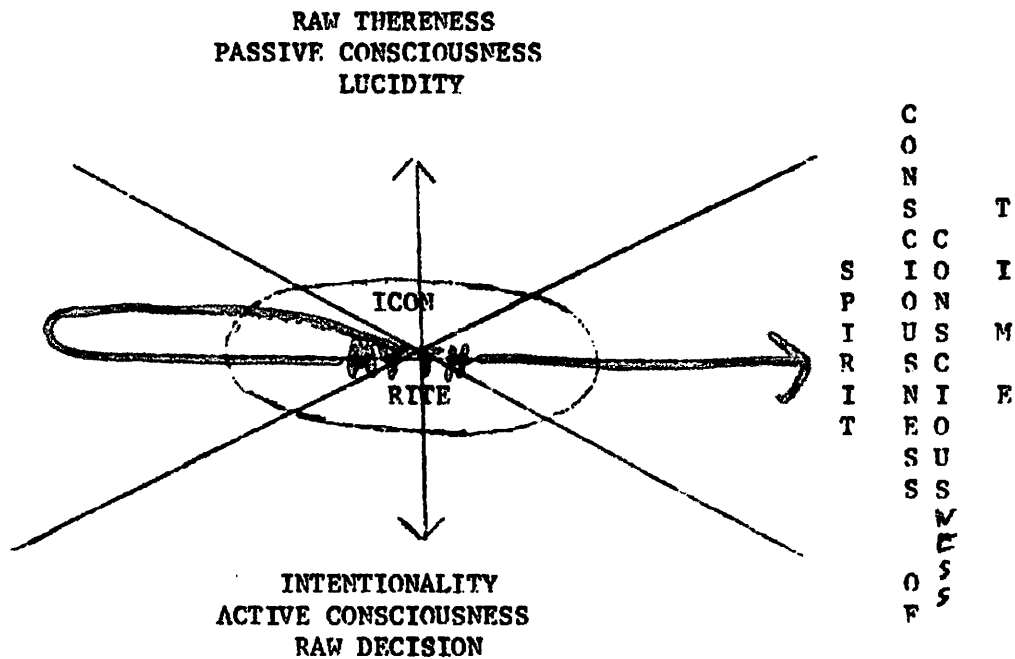 RAW THERENESS
PASSIVE CONSCIOUSNESS
LUCIDITY
ICON
RITE
INTENTIONALITY
ACTIVE CONSCIOUSNESS
RAW DECISION
SPIRIT
CONSCIOUSNESS OF
CONSCIOUSNESS
TIME